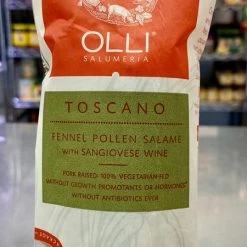 OLLI®
SALUMERIA
TOSCANO
FENNEL POLLEN SALAME
WITH SANGIOVESE WINE
PORK RAISED: 100% VEGETARIAN-FED
WITHOUT GROWTH PROMOTANTS OR HORMONES*
WITHOUT ANTIBIOTICS EVER